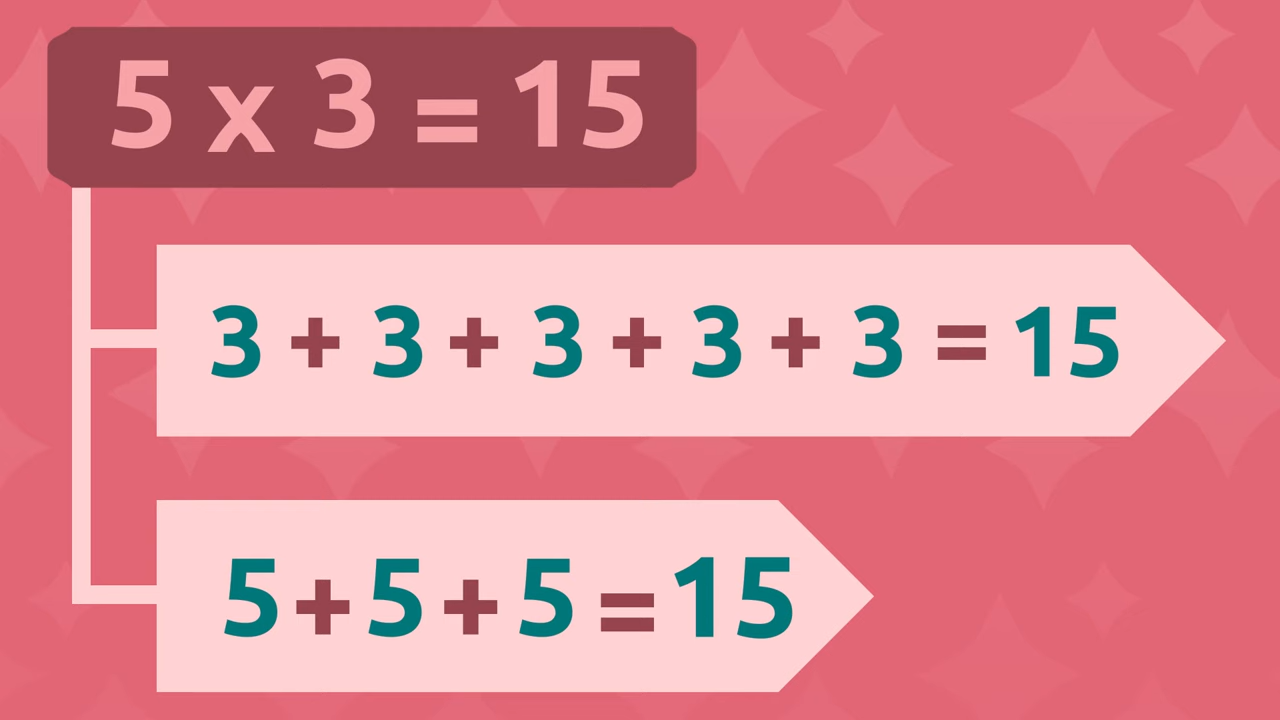 5 x 3 = 15
3 + 3 + 3 + 3 + 3 = 15
5 + 5 + 5 = 15